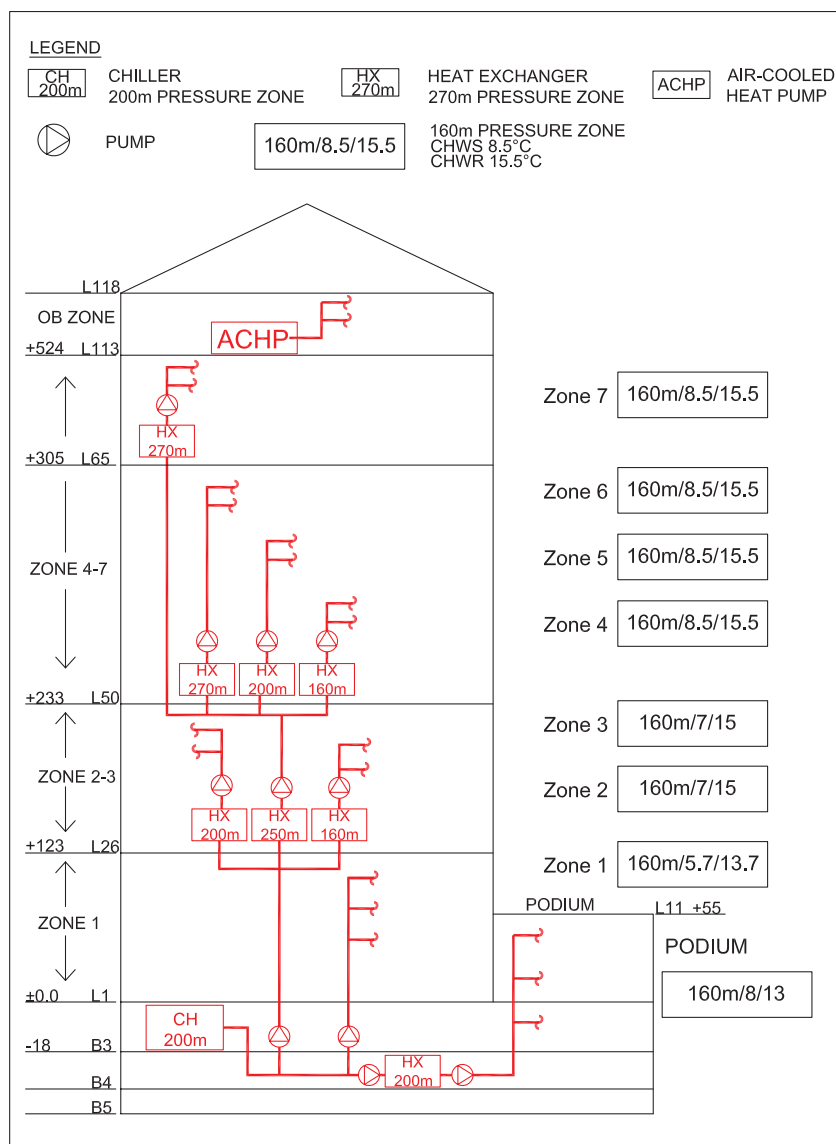 LEGEND
CH
200m
CHILLER
200m PRESSURE ZONE
HX
270m
HEAT EXCHANGER
270m PRESSURE ZONE
ACHP
AIR-COOLED
HEAT PUMP
PUMP
160m/8.5/15.5
160m PRESSURE ZONE
CHWS 8.5°C
CHWR 15.5°C
L118
OB ZONE
ACHP
+524 L113
Zone 7 160m/8.5/15.5
HX
270m
+305 L65
Zone 6 160m/8.5/15.5
Zone 5 160m/8.5/15.5
ZONE 4-7
Zone 4 160m/8.5/15.5
HX
270m
HX
200m
HX
160m
+233 L50
Zone 3 160m/7/15
ZONE 2-3
Zone 2 160m/7/15
HX
200m
HX
250m
HX
160m
+123 L26
Zone 1 160m/5.7/13.7
PODIUM L11 +55
ZONE 1
PODIUM
160m/8/13
±0.0 L1
CH
200m
-18 B3
HX
200m
B4
B5